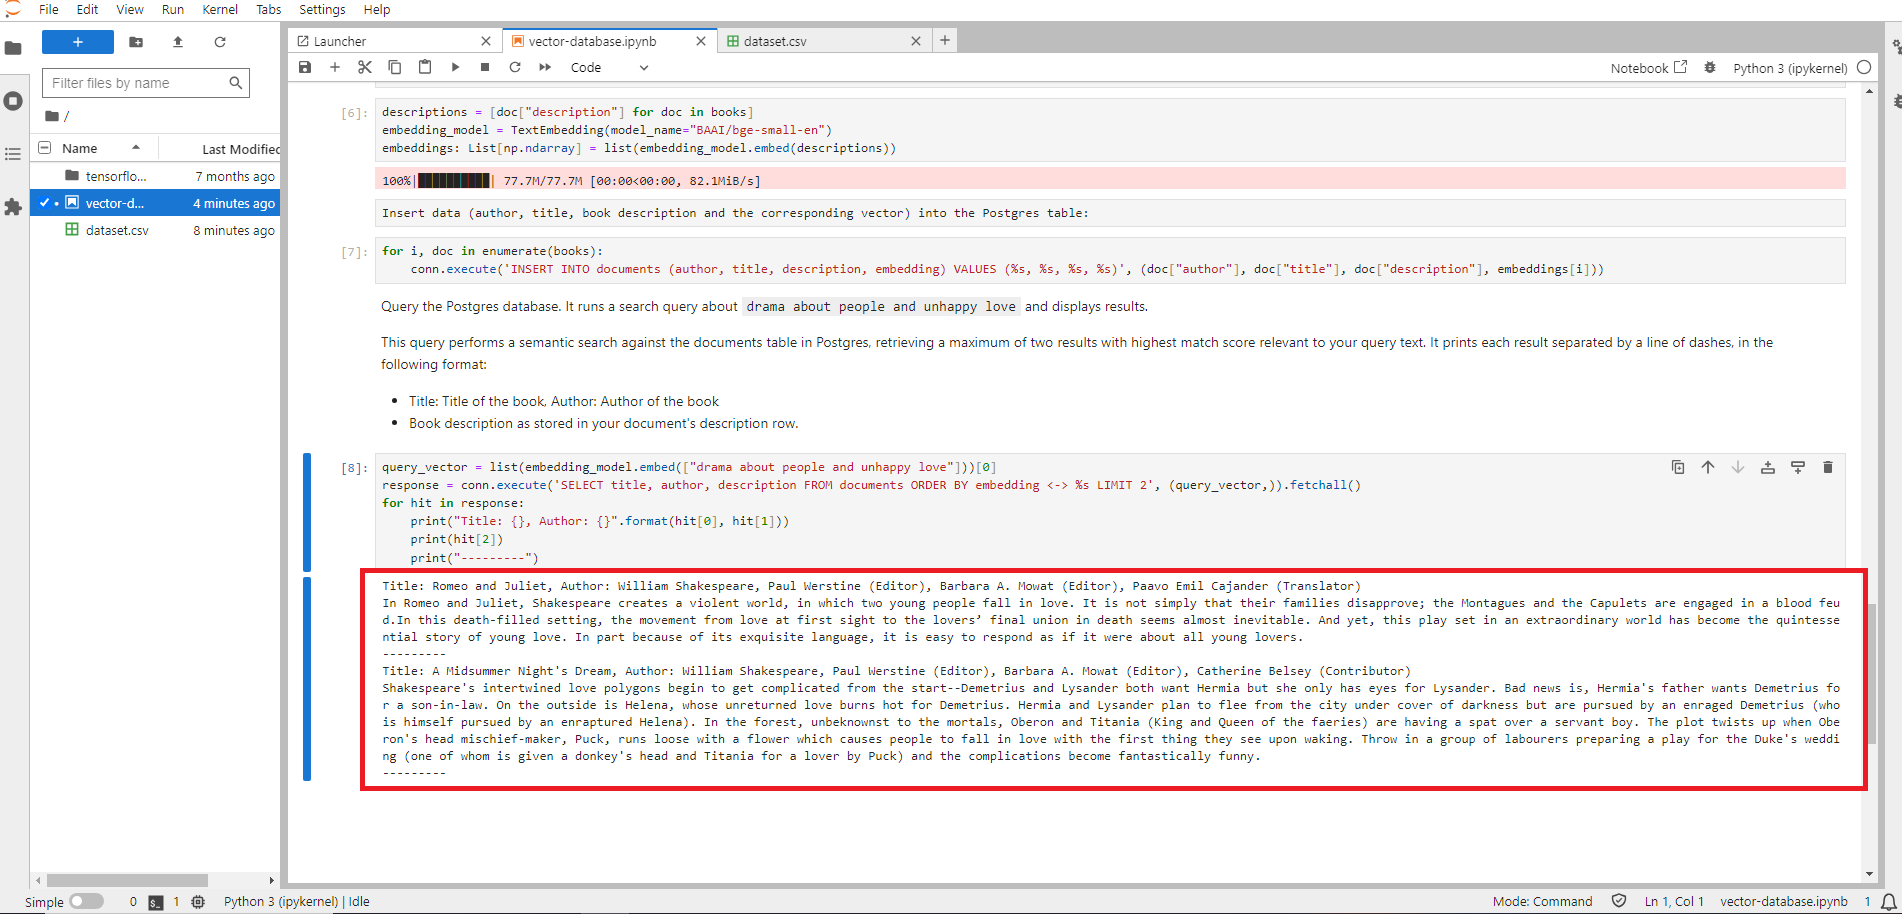 File Edit View Run Kernel Tabs Settings Help
Launcher
vector-database.ipynb
dataset.csv
Filter files by name
Code
Notebook
Python 3 (ipykernel)
/
Name
Last Modified
tensorflo...
7 months ago
vector-d...
4 minutes ago
dataset.csv
8 minutes ago
[6]:
descriptions = [doc["description"] for doc in books]
embedding_model = TextEmbedding(model_name="BAAI/bge-small-en")
embeddings: List[np.ndarray] = list(embedding_model.embed(descriptions))
100%|██████████| 77.7M/77.7M [00:00<00:00, 82.1MiB/s]
Insert data (author, title, book description and the corresponding vector) into the Postgres table:
[7]:
for i, doc in enumerate(books):
conn.execute('INSERT INTO documents (author, title, description, embedding) VALUES (%s, %s, %s, %s)', (doc["author"], doc["title"], doc["description"], embeddings[i]))
Query the Postgres database. It runs a search query about drama about people and unhappy love and displays results.
This query performs a semantic search against the documents table in Postgres, retrieving a maximum of two results with highest match score relevant to your query text. It prints each result separated by a line of dashes, in the
following format:
• Title: Title of the book, Author: Author of the book
• Book description as stored in your document's description row.
[8]:
query_vector = list(embedding_model.embed(["drama about people and unhappy love"]))[0]
response = conn.execute('SELECT title, author, description FROM documents ORDER BY embedding <-> %s LIMIT 2', (query_vector,)).fetchall()
for hit in response:
print("Title: {}, Author: {}".format(hit[0], hit[1]))
print(hit[2])
print("---------")
Title: Romeo and Juliet, Author: William Shakespeare, Paul Werstine (Editor), Barbara A. Mowat (Editor), Paavo Emil Cajander (Translator)
In Romeo and Juliet, Shakespeare creates a violent world, in which two young people fall in love. It is not simply that their families disapprove; the Montagues and the Capulets are engaged in a blood feu
d.In this death-filled setting, the movement from love at first sight to the lovers’ final union in death seems almost inevitable. And yet, this play set in an extraordinary world has become the quintesse
ntial story of young love. In part because of its exquisite language, it is easy to respond as if it were about all young lovers.
---------
Title: A Midsummer Night's Dream, Author: William Shakespeare, Paul Werstine (Editor), Barbara A. Mowat (Editor), Catherine Belsey (Contributor)
Shakespeare's intertwined love polygons begin to get complicated from the start--Demetrius and Lysander both want Hermia but she only has eyes for Lysander. Bad news is, Hermia's father wants Demetrius fo
r a son-in-law. On the outside is Helena, whose unreturned love burns hot for Demetrius. Hermia and Lysander plan to flee from the city under cover of darkness but are pursued by an enraged Demetrius (who
is himself pursued by an enraptured Helena). In the forest, unbeknownst to the mortals, Oberon and Titania (King and Queen of the faeries) are having a spat over a servant boy. The plot twists up when Obe
ron's head mischief-maker, Puck, runs loose with a flower which causes people to fall in love with the first thing they see upon waking. Throw in a group of labourers preparing a play for the Duke's weddi
ng (one of whom is given a donkey's head and Titania for a lover by Puck) and the complications become fantastically funny.
---------
Simple
0
1
Python 3 (ipykernel) | Idle
Mode: Command
Ln 1, Col 1
vector-database.ipynb
1